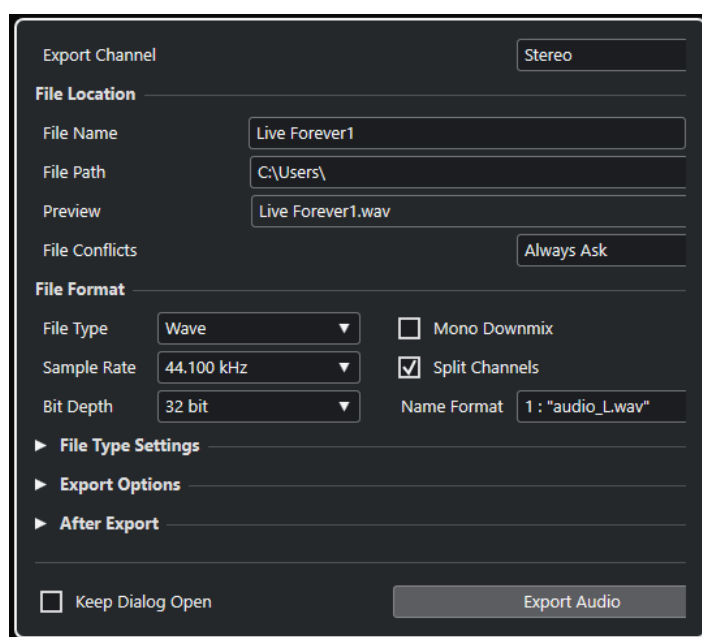 Export Channel Stereo
File Location
File Name Live Forever1
File Path C:\Users\
Preview Live Forever1.wav
File Conflicts Always Ask
File Format
File Type Wave Mono Downmix
Sample Rate 44.100 kHz Split Channels
Bit Depth 32 bit Name Format 1 : "audio_L.wav"
File Type Settings
Export Options
After Export
Keep Dialog Open Export Audio